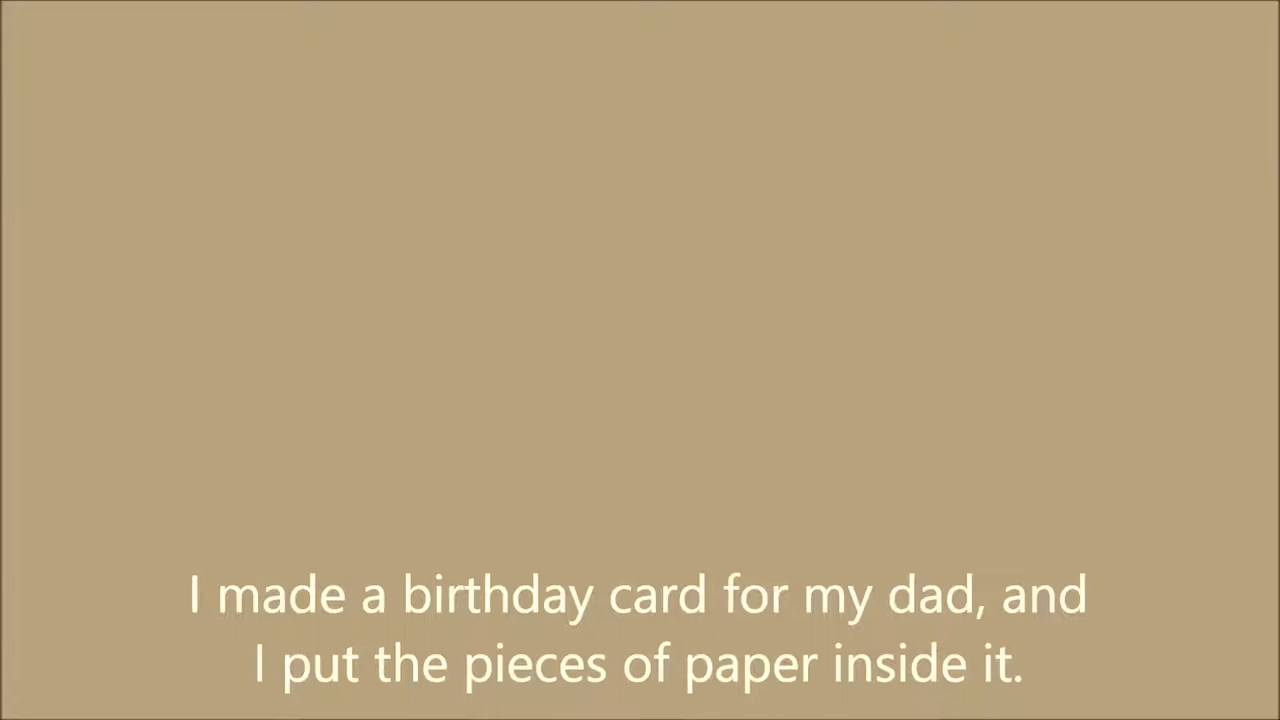 I made a birthday card for my dad, and
I put the pieces of paper inside it.